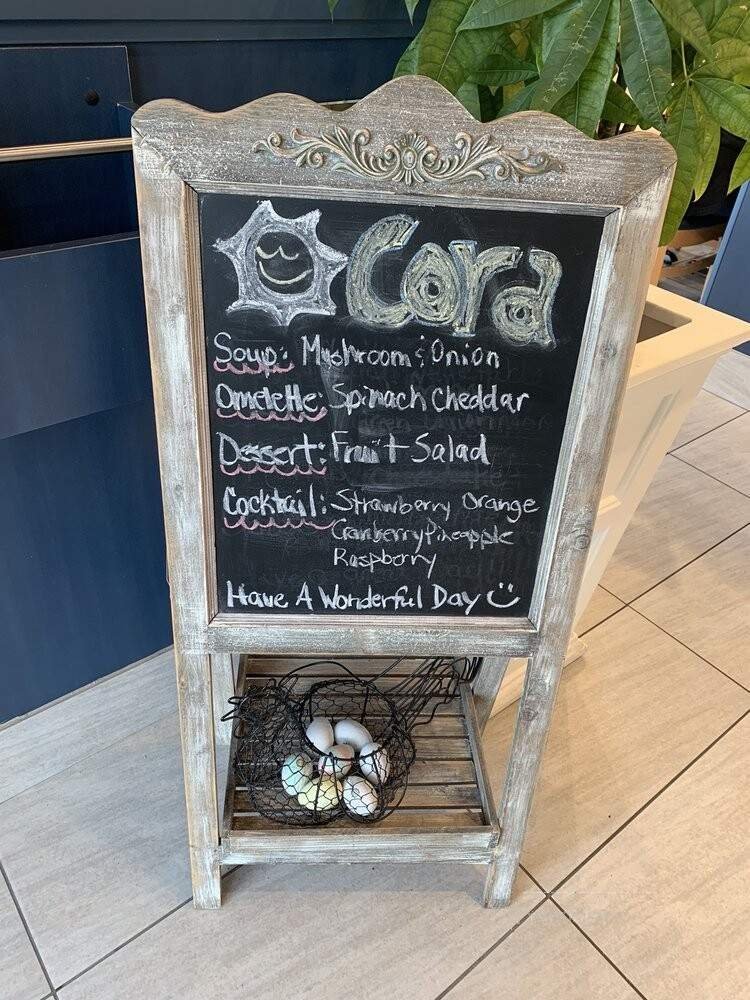 Cora
Soup: Mushroom & Onion
Omelette: Spinach Cheddar
Dessert: Fruit Salad
Cocktail: Strawberry Orange
Cranberry Pineapple
Raspberry
Have A Wonderful Day